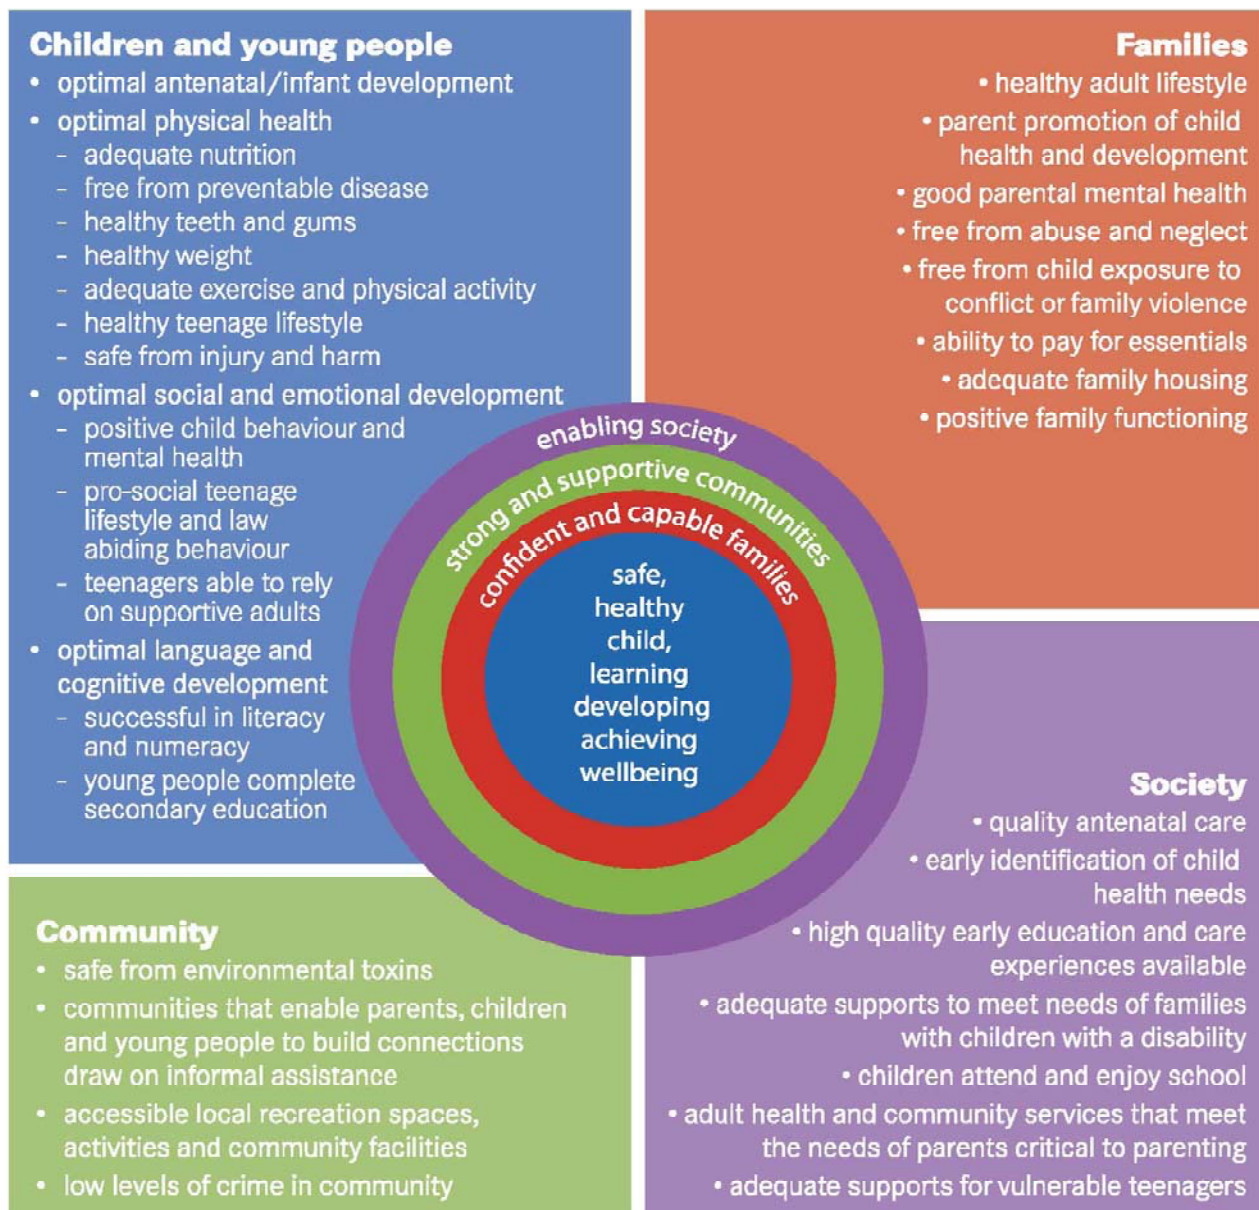 Children and young people
• optimal antenatal/infant development
• optimal physical health
- adequate nutrition
- free from preventable disease
- healthy teeth and gums
- healthy weight
- adequate exercise and physical activity
- healthy teenage lifestyle
- safe from injury and harm
• optimal social and emotional development
- positive child behaviour and
mental health
- pro-social teenage
lifestyle and law
abiding behaviour
- teenagers able to rely
on supportive adults
• optimal language and
cognitive development
- successful in literacy
and numeracy
- young people complete
secondary education
Families
• healthy adult lifestyle
• parent promotion of child
health and development
• good parental mental health
• free from abuse and neglect
• free from child exposure to
conflict or family violence
• ability to pay for essentials
• adequate family housing
• positive family functioning
enabling society
strong and supportive communities
confident and capable families
safe,
healthy
child,
learning
developing
achieving
wellbeing
Community
• safe from environmental toxins
• communities that enable parents, children
and young people to build connections
draw on informal assistance
• accessible local recreation spaces,
activities and community facilities
• low levels of crime in community
Society
• quality antenatal care
• early identification of child
health needs
• high quality early education and care
experiences available
• adequate supports to meet needs of families
with children with a disability
• children attend and enjoy school
• adult health and community services that meet
the needs of parents critical to parenting
• adequate supports for vulnerable teenagers